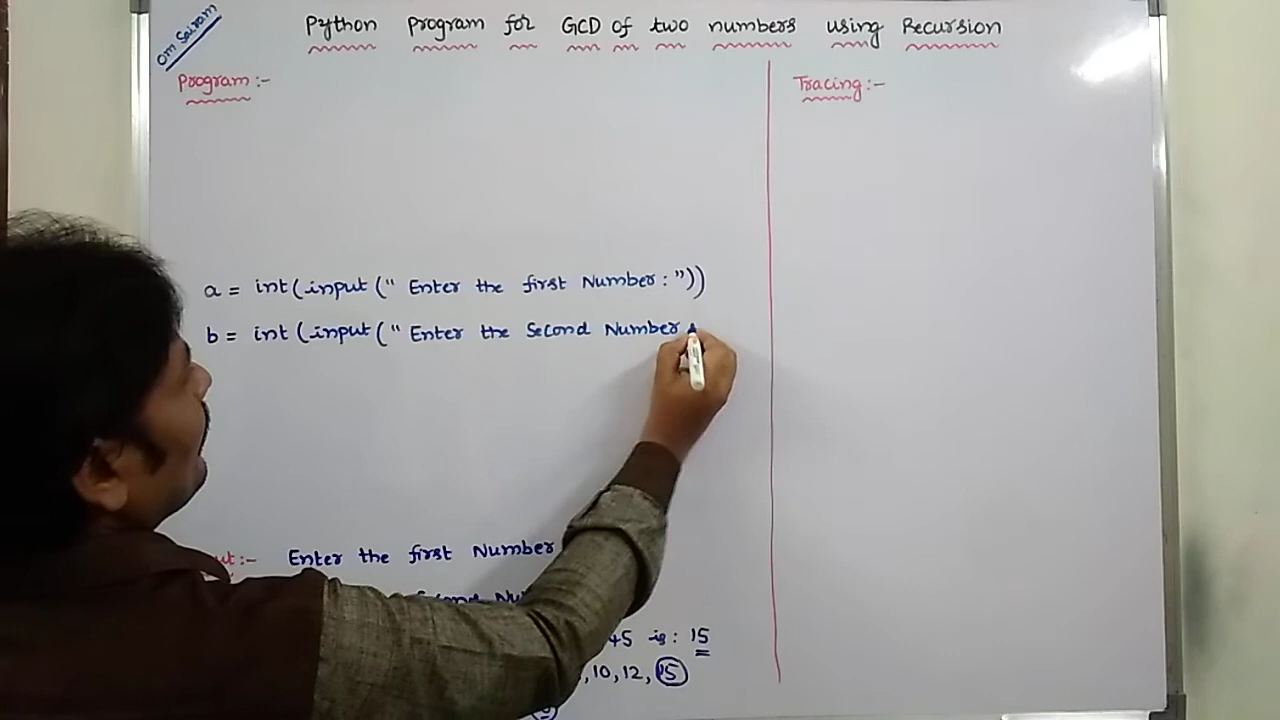 om Sairam
Python program for GCD of two numbers using Recursion
Program:-
Tracing:-
a = int(input(" Enter the first Number:"))
b = int(input(" Enter the Second Number
Enter the first Number
45 is: 15
,10,12, 15